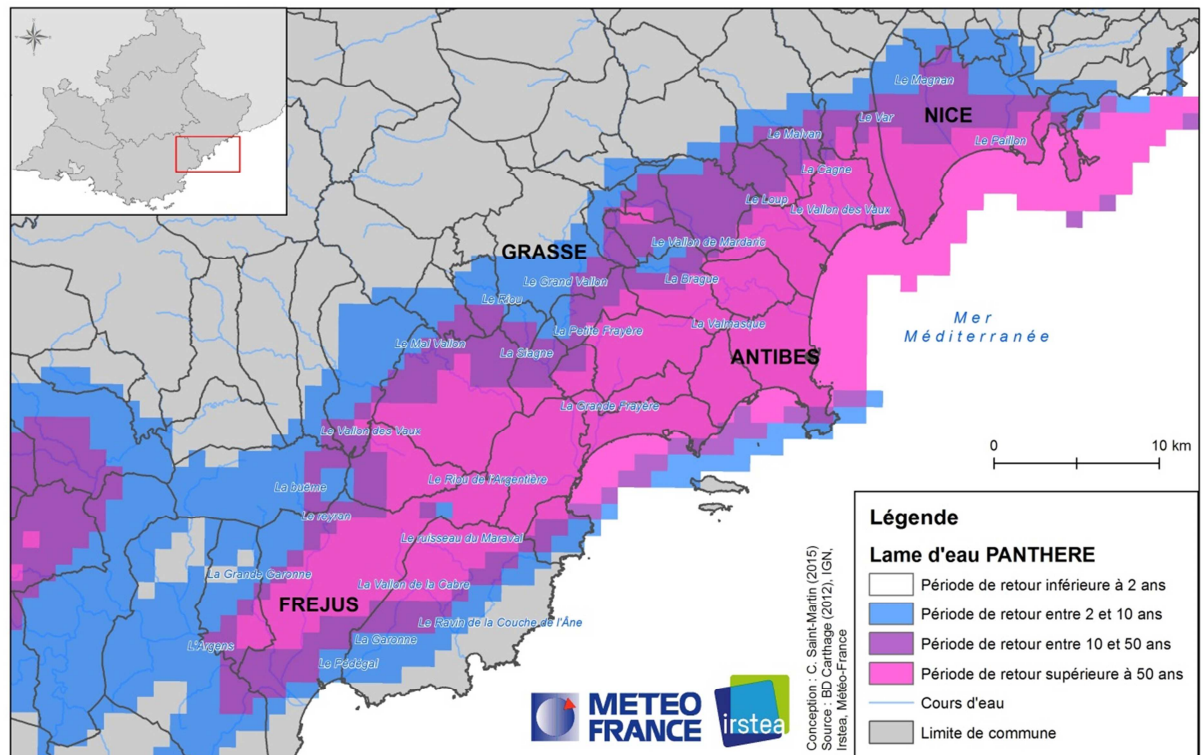 Le Magnan
NICE
Le Var
Le Malvan
Le Paillon
La Cagne
Le Loup
Le Vallon des Vaux
Le Vallon de Mardaric
GRASSE
La Brague
Le Grand Vallon
Le Riou
Mer
Méditerranée
La Petite Frayère
La Valmasque
Le Mal Vallon
La Siagne
ANTIBES
La Grande Frayère
Le Vallon des Vaux
0 10 km
Le Riou de l'Argentière
La buème
Le reyran
Le ruisseau du Maraval
La Grande Garonne
La Vallon de la Cabre
FREJUS
Le Ravin de la Couche de l'Âne
La Garonne
L'Argens
Le Pédégal
METEO
FRANCE
irstea
Conception : C. Saint-Martin (2015)
Source : BD Carthage (2012), IGN,
Irstea, Météo-France
Légende
Lame d'eau PANTHERE
Période de retour inférieure à 2 ans
Période de retour entre 2 et 10 ans
Période de retour entre 10 et 50 ans
Période de retour supérieure à 50 ans
Cours d'eau
Limite de commune